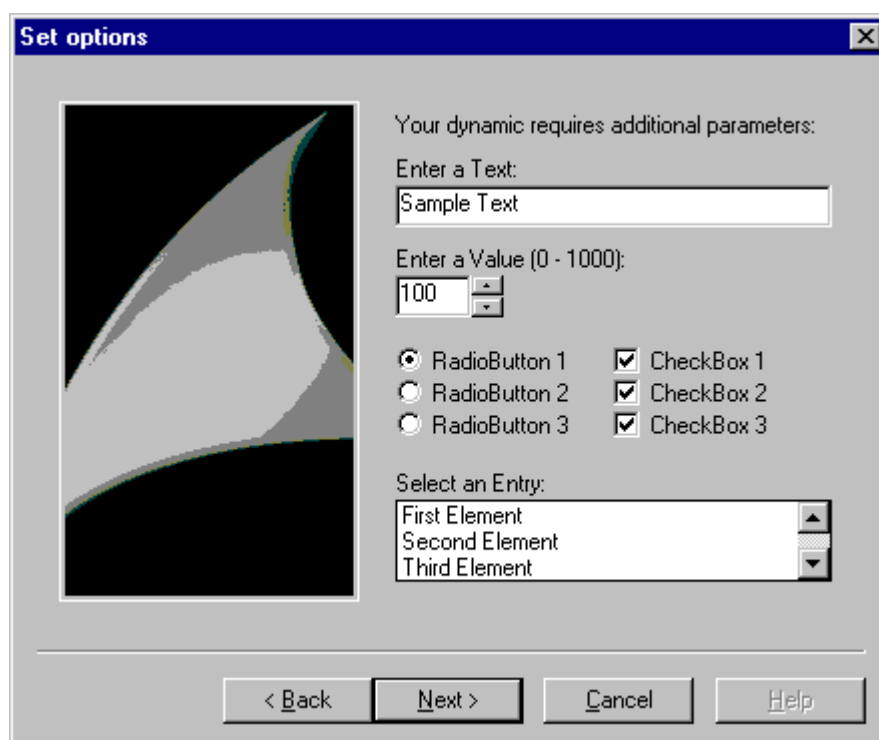 Set options
Your dynamic requires additional parameters:
Enter a Text:
Sample Text
Enter a Value (0 - 1000):
100
RadioButton 1 CheckBox 1
RadioButton 2 CheckBox 2
RadioButton 3 CheckBox 3
Select an Entry:
First Element
Second Element
Third Element
< Back Next > Cancel Help